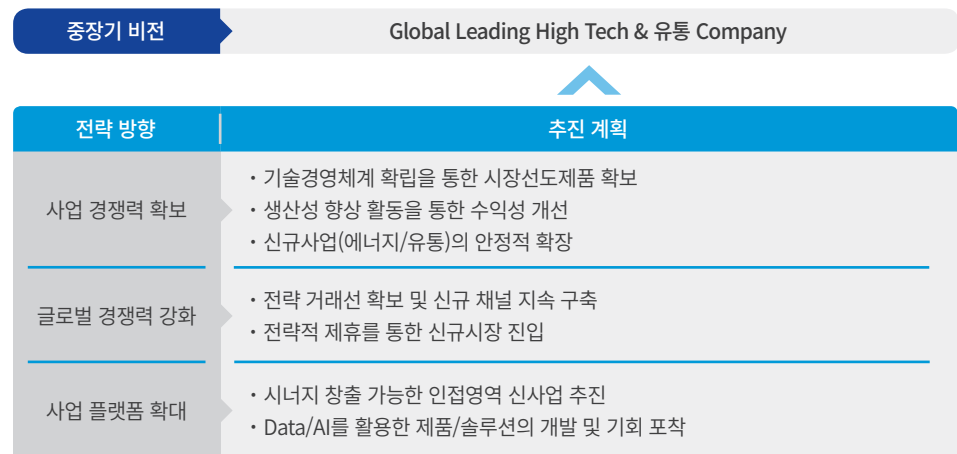 중장기 비전
Global Leading High Tech & 유통 Company
전략 방향
추진 계획
사업 경쟁력 확보
・기술경영체계 확립을 통한 시장선도제품 확보
・생산성 향상 활동을 통한 수익성 개선
・신규사업(에너지/유통)의 안정적 확장
글로벌 경쟁력 강화
・전략 거래선 확보 및 신규 채널 지속 구축
・전략적 제휴를 통한 신규시장 진입
사업 플랫폼 확대
・시너지 창출 가능한 인접영역 신사업 추진
・Data/AI를 활용한 제품/솔루션의 개발 및 기회 포착